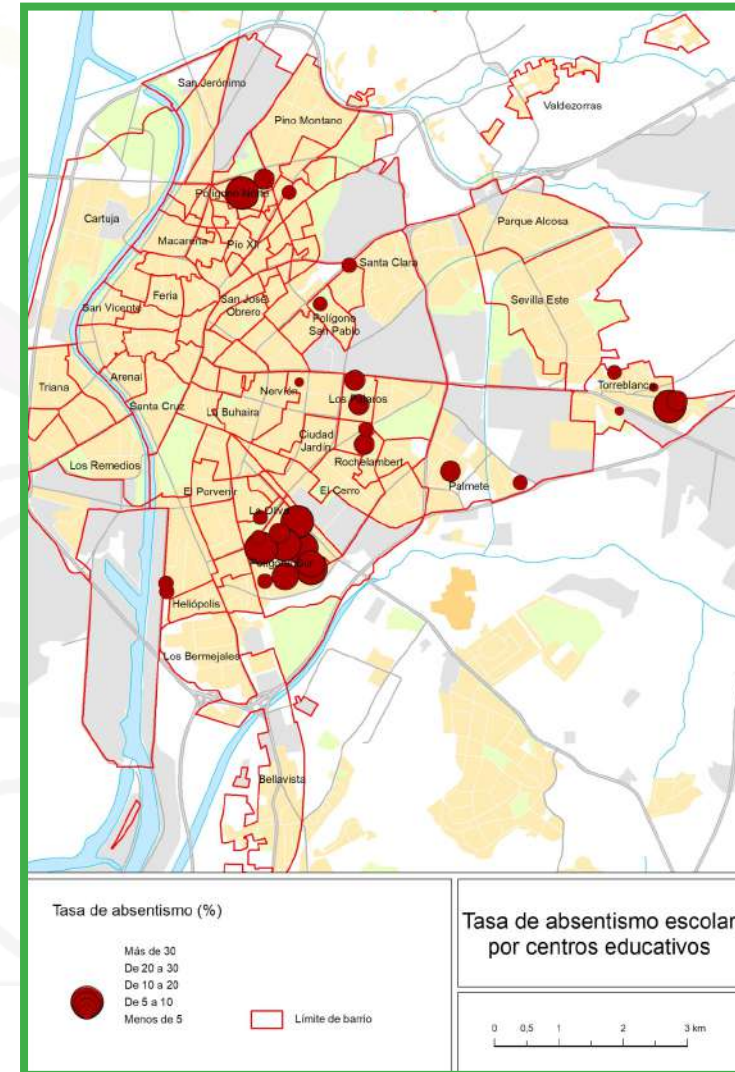 San Jerónimo
Valdezorras
Pino Montano
Polígono Norte
Cartuja
Parque Alcosa
Macarena
Pío XII
Santa Clara
Feria
San José
Obrero
Sevilla Este
San Vicente
Polígono
San Pablo
Arenal
Triana
Nervión
Los Pájaros
Torreblanca
Santa Cruz
La Buhaira
Ciudad
Jardín
Rochelambert
Los Remedios
El Porvenir
El Cerro
Palmete
La Oliva
Polígono Sur
Heliópolis
Los Bermejales
Bellavista
Tasa de absentismo (%)
Más de 30
De 20 a 30
De 10 a 20
De 5 a 10
Menos de 5
Límite de barrio
Tasa de absentismo escolar
por centros educativos
0 0,5 1 2 3 km